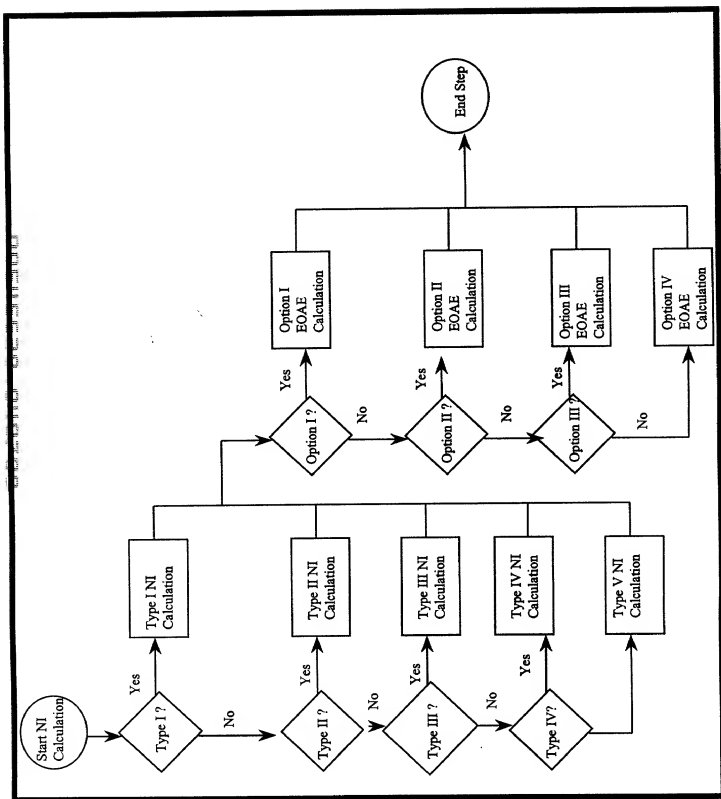 Start NI
Calculation
Type I ?
Yes
Type I NI
Calculation
No
Type II ?
Yes
Type II NI
Calculation
No
Type III ?
Yes
Type III NI
Calculation
No
Type IV?
Yes
Type IV NI
Calculation
Type V NI
Calculation
Option I ?
Yes
Option I
EOAE
Calculation
No
Option II ?
Yes
Option II
EOAE
Calculation
No
Option III ?
Yes
Option III
EOAE
Calculation
No
Option IV
EOAE
Calculation
End Step